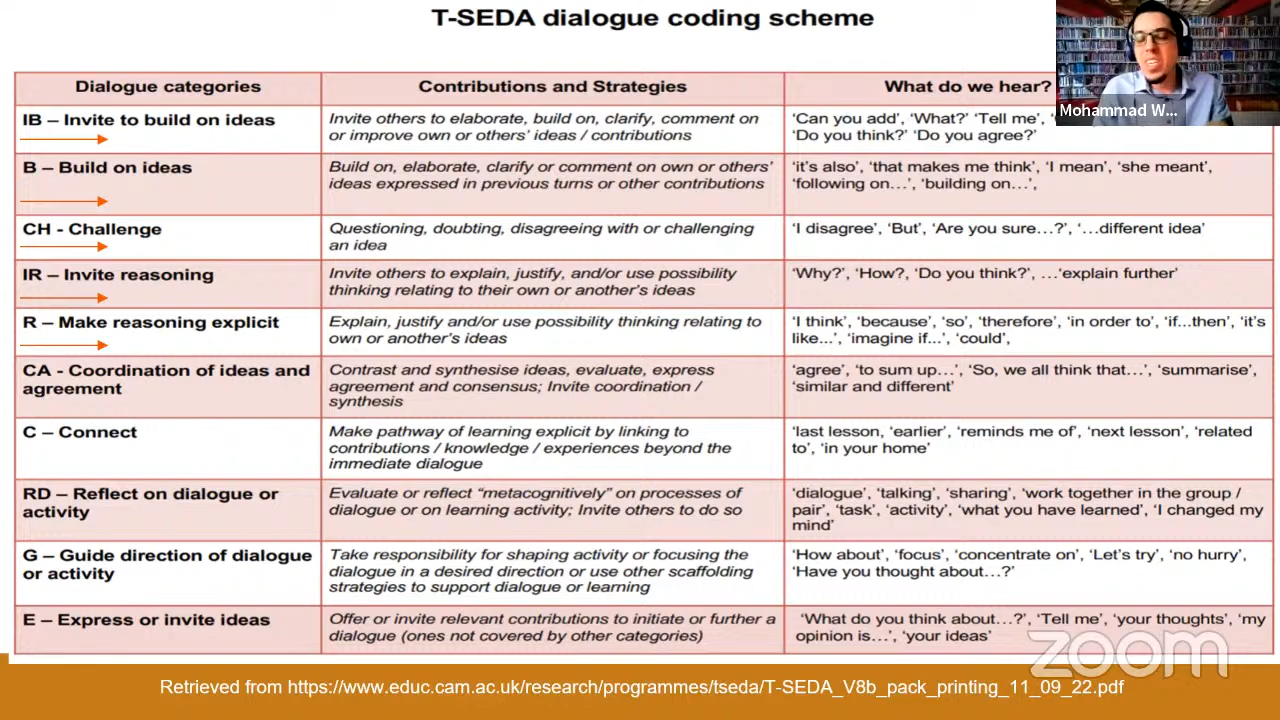 T-SEDA dialogue coding scheme
Mohammad W...
Dialogue categories
Contributions and Strategies
What do we hear?
IB – Invite to build on ideas
Invite others to elaborate, build on, clarify, comment on
or improve own or others’ ideas / contributions
‘Can you add’, ‘What?’ ‘Tell me’,
‘Do you think?’ ‘Do you agree?’
B – Build on ideas
Build on, elaborate, clarify or comment on own or others’
ideas expressed in previous turns or other contributions
‘it’s also’, ‘that makes me think’, ‘I mean’, ‘she meant’,
‘following on…’, ‘building on…’,
CH - Challenge
Questioning, doubting, disagreeing with or challenging
an idea
‘I disagree’, ‘But’, ‘Are you sure…?’, ‘…different idea’
IR – Invite reasoning
Invite others to explain, justify, and/or use possibility
thinking relating to their own or another’s ideas
‘Why?’, ‘How?, ‘Do you think?’, …‘explain further’
R – Make reasoning explicit
Explain, justify and/or use possibility thinking relating to
own or another’s ideas
‘I think’, ‘because’, ‘so’, ‘therefore’, ‘in order to’, ‘if...then’, ‘it’s
like...’, ‘imagine if...’, ‘could’,
CA - Coordination of ideas and
agreement
Contrast and synthesise ideas, evaluate, express
agreement and consensus; Invite coordination /
synthesis
‘agree’, ‘to sum up…’, ‘So, we all think that…’, ‘summarise’,
‘similar and different’
C – Connect
Make pathway of learning explicit by linking to
contributions / knowledge / experiences beyond the
immediate dialogue
‘last lesson, ‘earlier’, ‘reminds me of’, ‘next lesson’, ‘related
to’, ‘in your home’
RD – Reflect on dialogue or
activity
Evaluate or reflect “metacognitively” on processes of
dialogue or on learning activity; Invite others to do so
‘dialogue’, ‘talking’, ‘sharing’, ‘work together in the group /
pair’, ‘task’, ‘activity’, ‘what you have learned’, ‘I changed my
mind’
G – Guide direction of dialogue
or activity
Take responsibility for shaping activity or focusing the
dialogue in a desired direction or use other scaffolding
strategies to support dialogue or learning
‘How about’, ‘focus’, ‘concentrate on’, ‘Let’s try’, ‘no hurry’,
‘Have you thought about…?’
E – Express or invite ideas
Offer or invite relevant contributions to initiate or further a
dialogue (ones not covered by other categories)
‘What do you think about…?’, ‘Tell me’, ‘your thoughts’, ‘my
opinion is…’, ‘your ideas’
zoom
Retrieved from https://www.educ.cam.ac.uk/research/programmes/tseda/T-SEDA_V8b_pack_printing_11_09_22.pdf